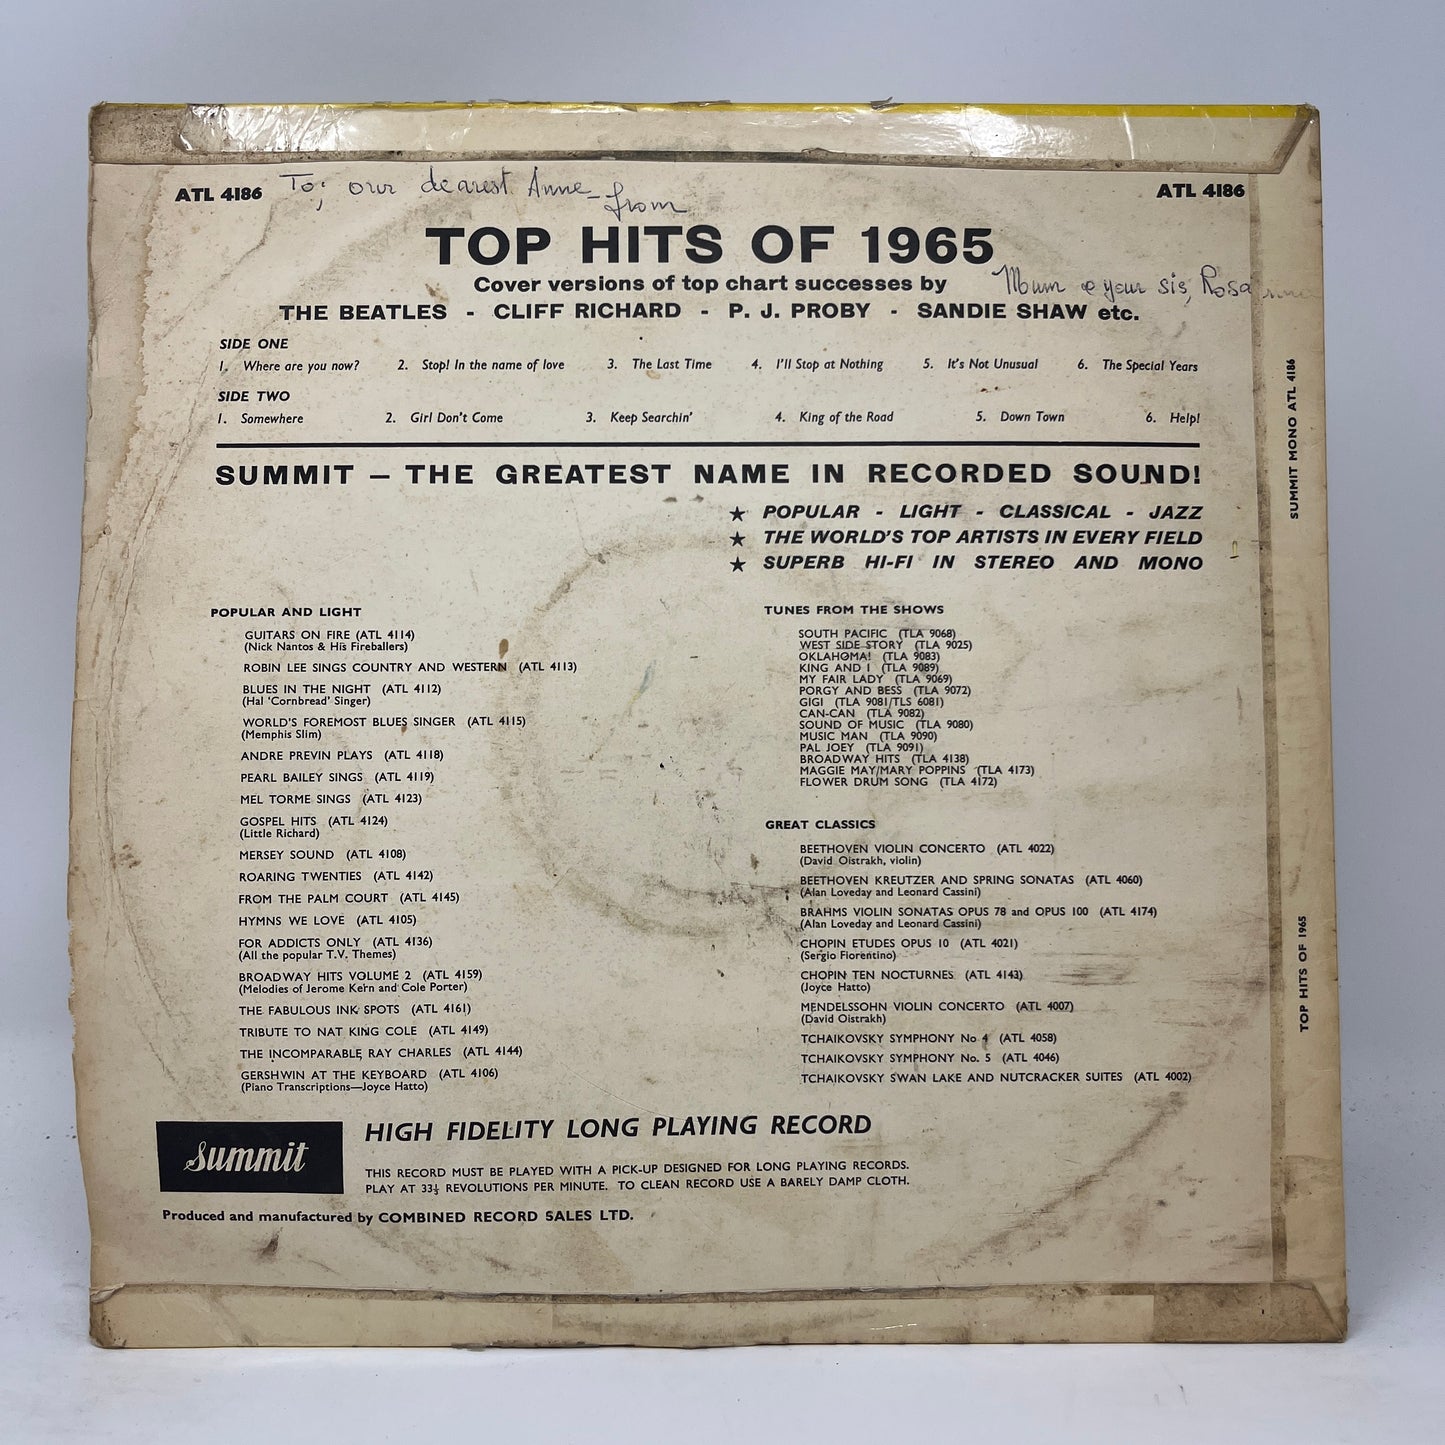 ATL 4186 To; our dearest Anne - from ATL 4186
TOP HITS OF 1965
Cover versions of top chart successes by Mum & your sis,
THE BEATLES - CLIFF RICHARD - P. J. PROBY - SANDIE SHAW etc.
SIDE ONE
1. Where are you now? 2. Stop! In the name of love 3. The Last Time 4. I'll Stop at Nothing 5. It's Not Unusual 6. The Special Years
SIDE TWO
1. Somewhere 2. Girl Don't Come 3. Keep Searchin' 4. King of the Road 5. Down Town 6. Help!
SUMMIT – THE GREATEST NAME IN RECORDED SOUND!
★ POPULAR - LIGHT - CLASSICAL - JAZZ
★ THE WORLD'S TOP ARTISTS IN EVERY FIELD
★ SUPERB HI-FI IN STEREO AND MONO
POPULAR AND LIGHT
GUITARS ON FIRE (ATL 4114)
(Nick Nantos & His Fireballers)
ROBIN LEE SINGS COUNTRY AND WESTERN (ATL 4113)
BLUES IN THE NIGHT (ATL 4112)
(Hal 'Cornbread' Singer)
WORLD'S FOREMOST BLUES SINGER (ATL 4115)
(Memphis Slim)
ANDRE PREVIN PLAYS (ATL 4118)
PEARL BAILEY SINGS (ATL 4119)
MEL TORME SINGS (ATL 4123)
GOSPEL HITS (ATL 4124)
(Little Richard)
MERSEY SOUND (ATL 4108)
ROARING TWENTIES (ATL 4142)
FROM THE PALM COURT (ATL 4145)
HYMNS WE LOVE (ATL 4105)
FOR ADDICTS ONLY (ATL 4136)
(All the popular T.V. Themes)
BROADWAY HITS VOLUME 2 (ATL 4159)
(Melodies of Jerome Kern and Cole Porter)
THE FABULOUS INK SPOTS (ATL 4161)
TRIBUTE TO NAT KING COLE (ATL 4149)
THE INCOMPARABLE RAY CHARLES (ATL 4144)
GERSHWIN AT THE KEYBOARD (ATL 4106)
(Piano Transcriptions—Joyce Hatto)
TUNES FROM THE SHOWS
SOUTH PACIFIC (TLA 9068)
WEST SIDE STORY (TLA 9025)
OKLAHOMA! (TLA 9083)
KING AND I (TLA 9089)
MY FAIR LADY (TLA 9069)
PORGY AND BESS (TLA 9072)
GIGI (TLA 9081/TLS 6081)
CAN-CAN (TLA 9082)
SOUND OF MUSIC (TLA 9080)
MUSIC MAN (TLA 9090)
PAL JOEY (TLA 9091)
BROADWAY HITS (TLA 4138)
MAGGIE MAY/MARY POPPINS (TLA 4173)
FLOWER DRUM SONG (TLA 4172)
GREAT CLASSICS
BEETHOVEN VIOLIN CONCERTO (ATL 4022)
(David Oistrakh, violin)
BEETHOVEN KREUTZER AND SPRING SONATAS (ATL 4060)
(Alan Loveday and Leonard Cassini)
BRAHMS VIOLIN SONATAS OPUS 78 and OPUS 100 (ATL 4174)
(Alan Loveday and Leonard Cassini)
CHOPIN ETUDES OPUS 10 (ATL 4021)
(Sergio Florentino)
CHOPIN TEN NOCTURNES (ATL 4143)
(Joyce Hatto)
MENDELSSOHN VIOLIN CONCERTO (ATL 4007)
(David Oistrakh)
TCHAIKOVSKY SYMPHONY No 4 (ATL 4058)
TCHAIKOVSKY SYMPHONY No. 5 (ATL 4046)
TCHAIKOVSKY SWAN LAKE AND NUTCRACKER SUITES (ATL 4002)
summit
HIGH FIDELITY LONG PLAYING RECORD
THIS RECORD MUST BE PLAYED WITH A PICK-UP DESIGNED FOR LONG PLAYING RECORDS.
PLAY AT 33⅓ REVOLUTIONS PER MINUTE. TO CLEAN RECORD USE A BARELY DAMP CLOTH.
Produced and manufactured by COMBINED RECORD SALES LTD.
SUMMIT MONO ATL 4186
TOP HITS OF 1965